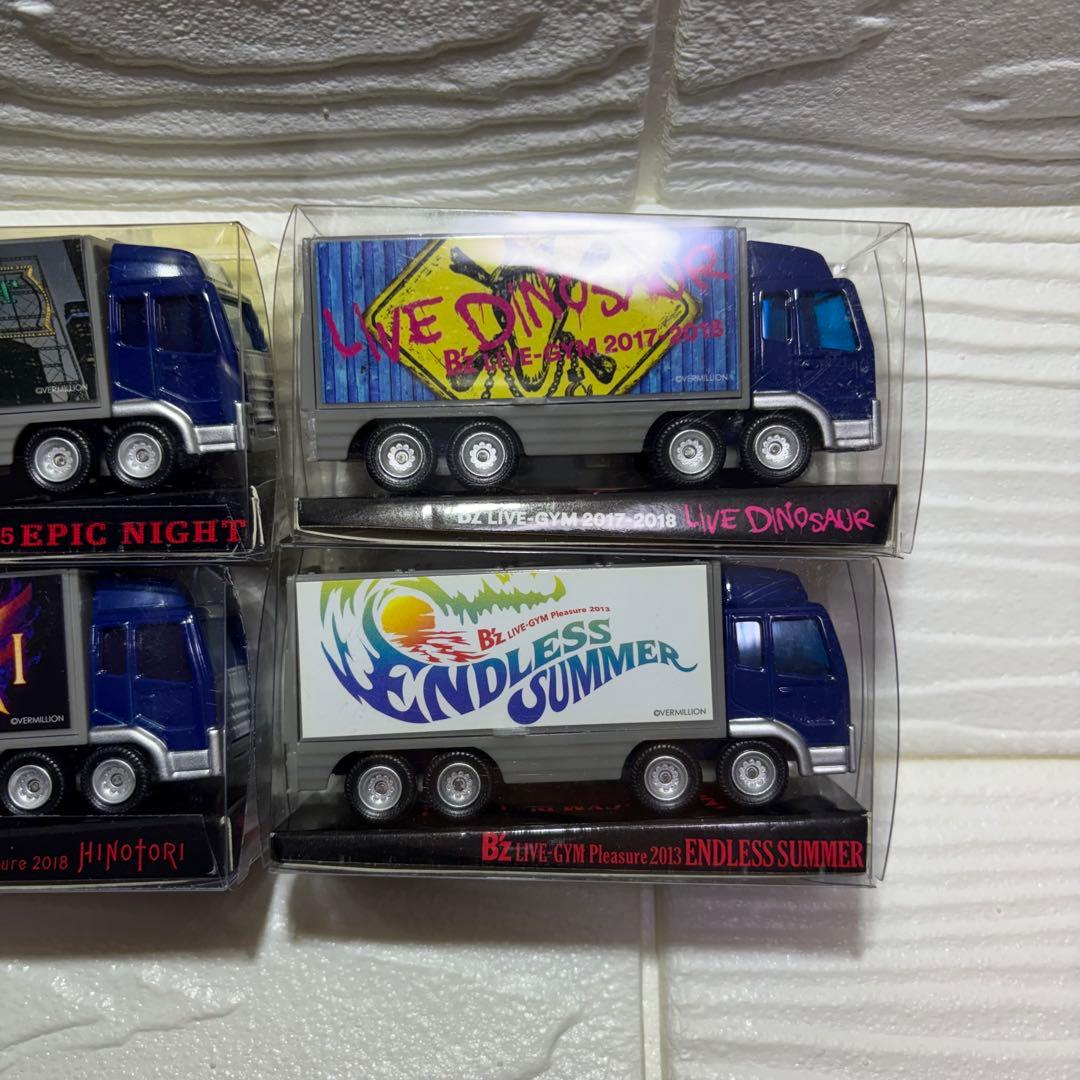 ©VERMILLION
5 EPIC NIGHT
LIVE DINOSAUR
B'z LIVE-GYM 2017-2018
©VERMILLION
B'z LIVE-GYM 2017-2018 LIVE DINOSAUR
I
©VERMILLION
ure 2018 HINOTORI
B'z LIVE-GYM Pleasure 2013
ENDLESS
SUMMER
©VERMILLION
B'z LIVE-GYM Pleasure 2013 ENDLESS SUMMER